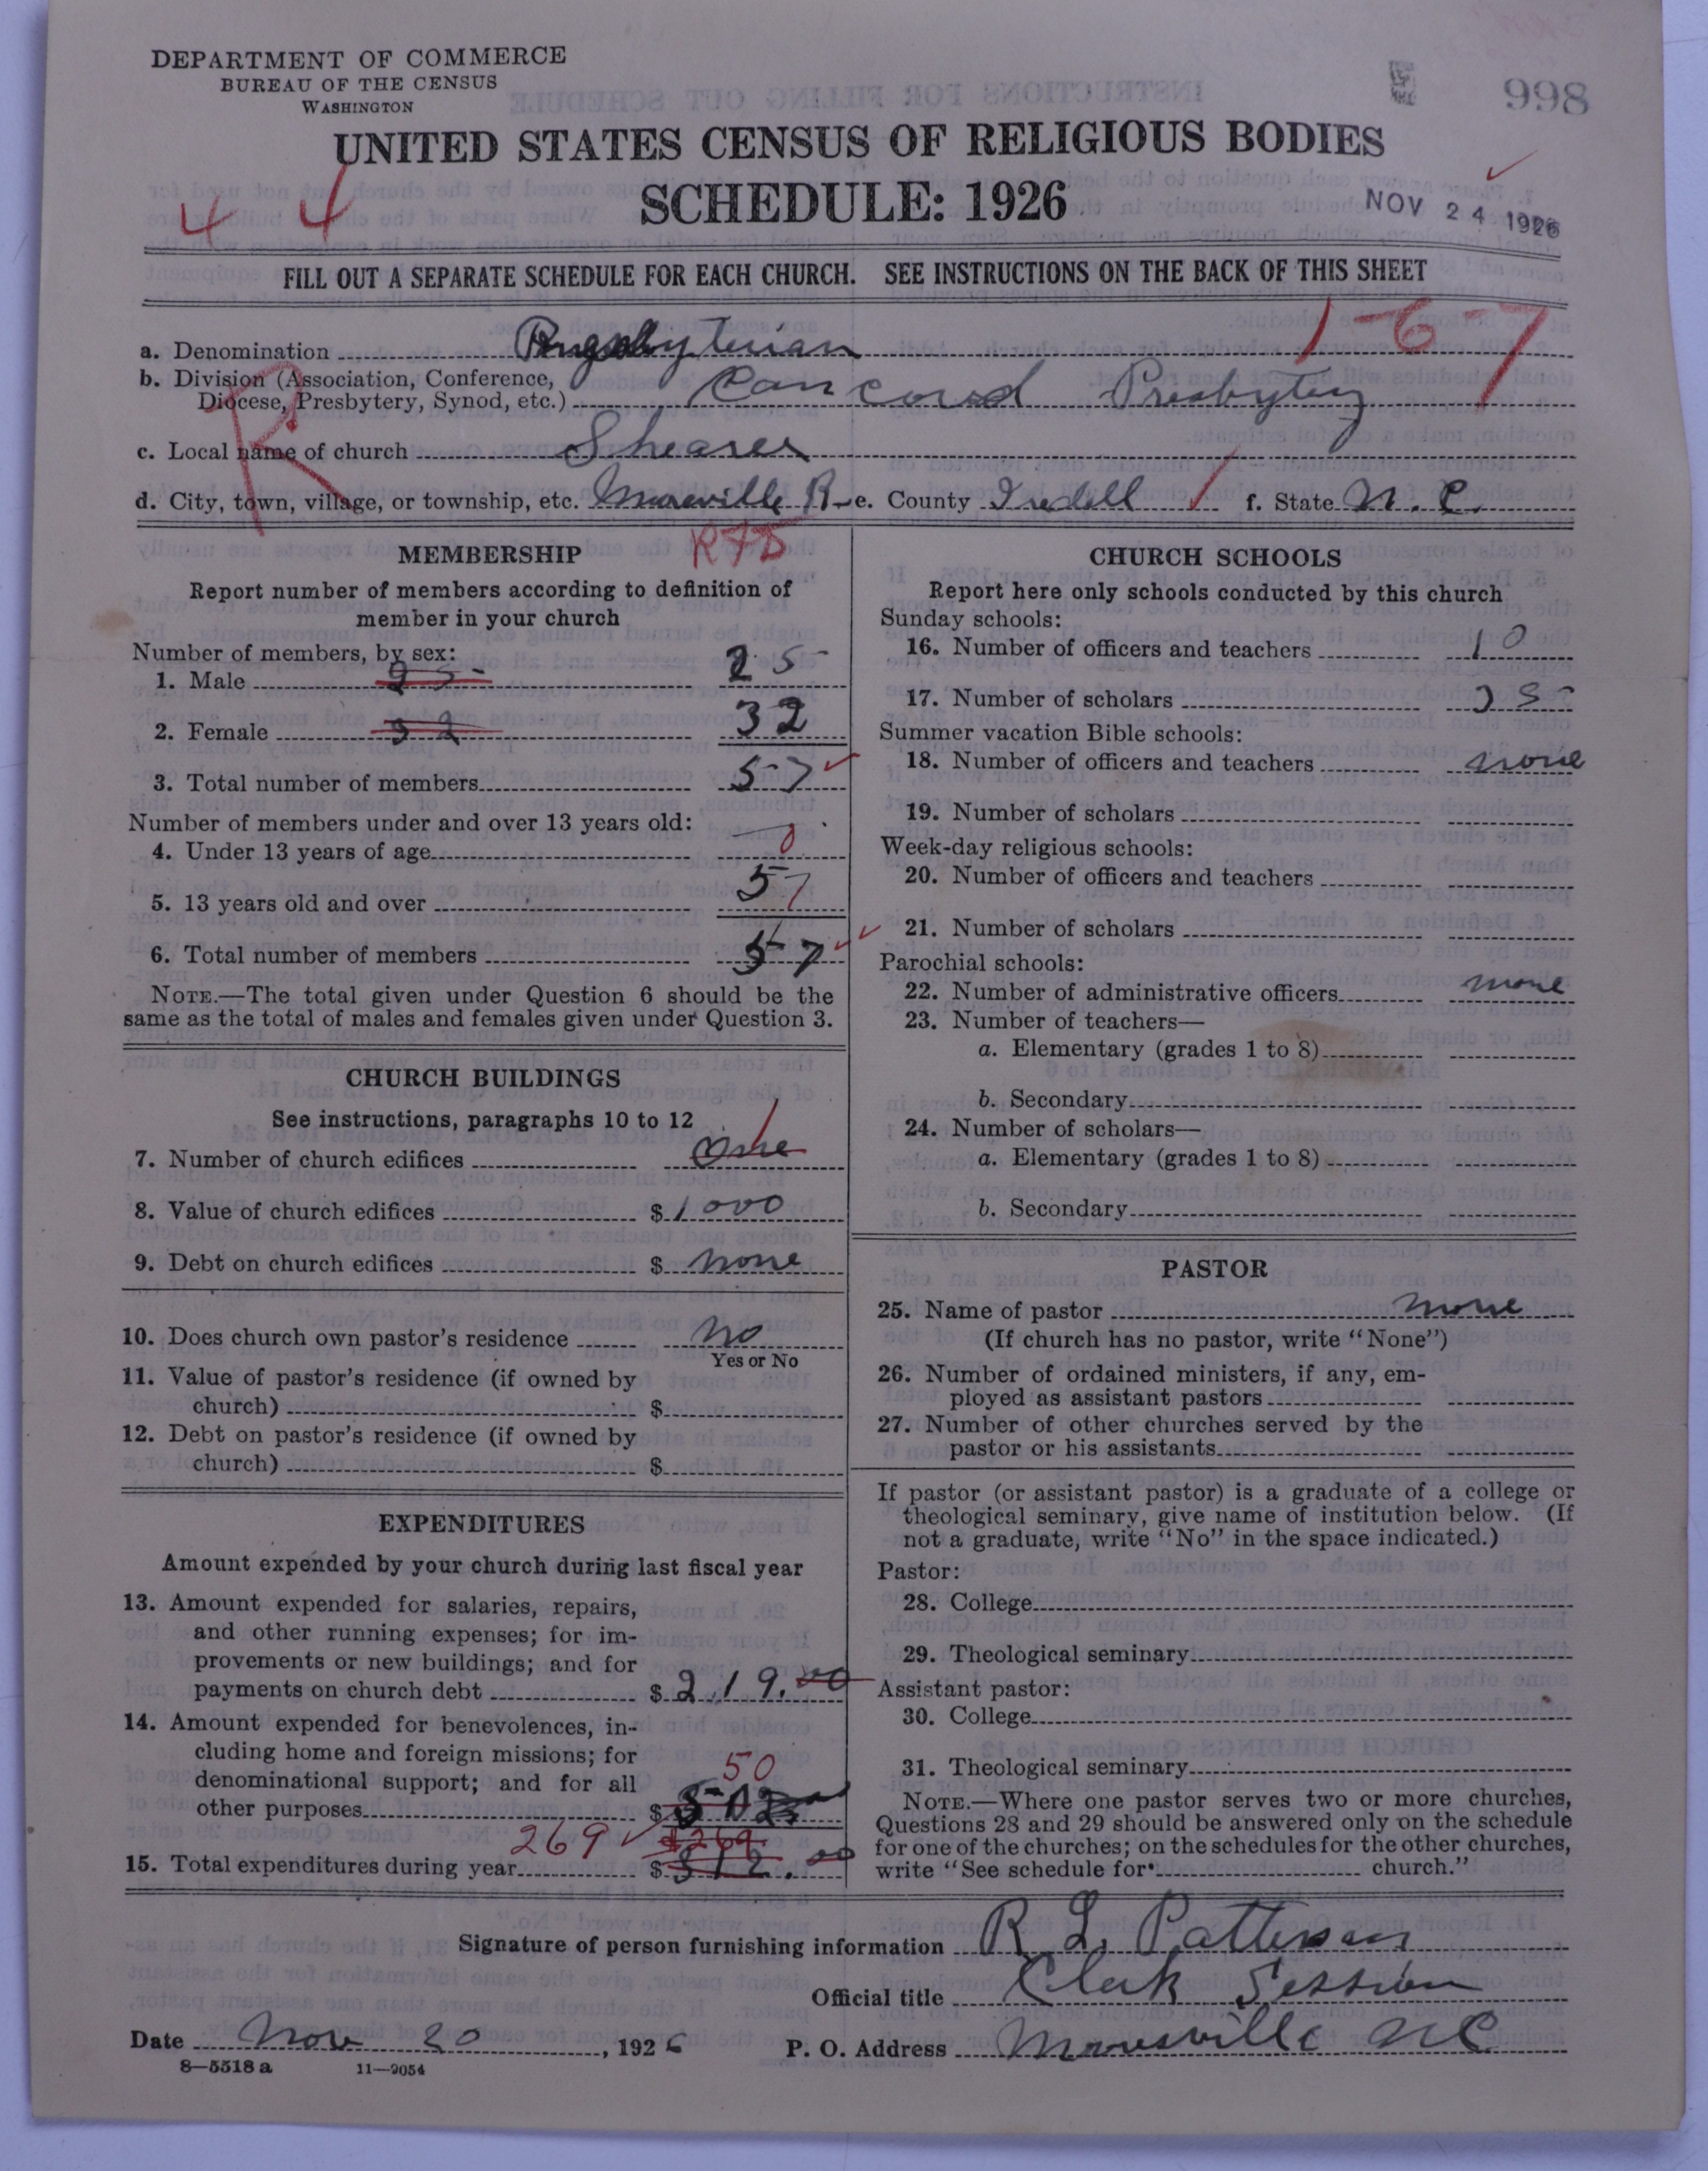 DEPARTMENT OF COMMERCE
BUREAU OF THE CENSUS
WASHINGTON
998
UNITED STATES CENSUS OF RELIGIOUS BODIES
SCHEDULE: 1926
NOV 24 1926
4 4
FILL OUT A SEPARATE SCHEDULE FOR EACH CHURCH. SEE INSTRUCTIONS ON THE BACK OF THIS SHEET
1-6-7
a. Denomination Presbyterian
b. Division (Association, Conference,
Diocese, Presbytery, Synod, etc.) Concord Presbytery
R
c. Local name of church Shearer
d. City, town, village, or township, etc. Mooresville R- e. County Iredell f. State N. C.
MEMBERSHIP
Report number of members according to definition of
member in your church
Number of members, by sex:
1. Male 25 25
2. Female 32 32
3. Total number of members 57
Number of members under and over 13 years old:
4. Under 13 years of age 0
5. 13 years old and over 57
6. Total number of members 57
NOTE.—The total given under Question 6 should be the
same as the total of males and females given under Question 3.
CHURCH BUILDINGS
See instructions, paragraphs 10 to 12
7. Number of church edifices One
8. Value of church edifices $ 1000
9. Debt on church edifices $ none
10. Does church own pastor's residence No
Yes or No
11. Value of pastor's residence (if owned by
church) $
12. Debt on pastor's residence (if owned by
church) $
EXPENDITURES
Amount expended by your church during last fiscal year
13. Amount expended for salaries, repairs,
and other running expenses; for im-
provements or new buildings; and for
payments on church debt $ 219.00
14. Amount expended for benevolences, in-
cluding home and foreign missions; for
denominational support; and for all
50
other purposes $
269 $269
15. Total expenditures during year $ 512.00
CHURCH SCHOOLS
Report here only schools conducted by this church
Sunday schools:
16. Number of officers and teachers 10
17. Number of scholars
Summer vacation Bible schools:
18. Number of officers and teachers none
19. Number of scholars
Week-day religious schools:
20. Number of officers and teachers
21. Number of scholars
Parochial schools:
22. Number of administrative officers none
23. Number of teachers—
a. Elementary (grades 1 to 8)
b. Secondary
24. Number of scholars—
a. Elementary (grades 1 to 8)
b. Secondary
PASTOR
25. Name of pastor none
(If church has no pastor, write "None")
26. Number of ordained ministers, if any, em-
ployed as assistant pastors
27. Number of other churches served by the
pastor or his assistants
If pastor (or assistant pastor) is a graduate of a college or
theological seminary, give name of institution below. (If
not a graduate, write "No" in the space indicated.)
Pastor:
28. College
29. Theological seminary
Assistant pastor:
30. College
31. Theological seminary
NOTE.—Where one pastor serves two or more churches,
Questions 28 and 29 should be answered only on the schedule
for one of the churches; on the schedules for the other churches,
write "See schedule for church."
Signature of person furnishing information R. L. Patterson
Official title Clerk Session
Date Nov 20, 1926 P. O. Address Mooresville NC
8—5518 a 11—9054